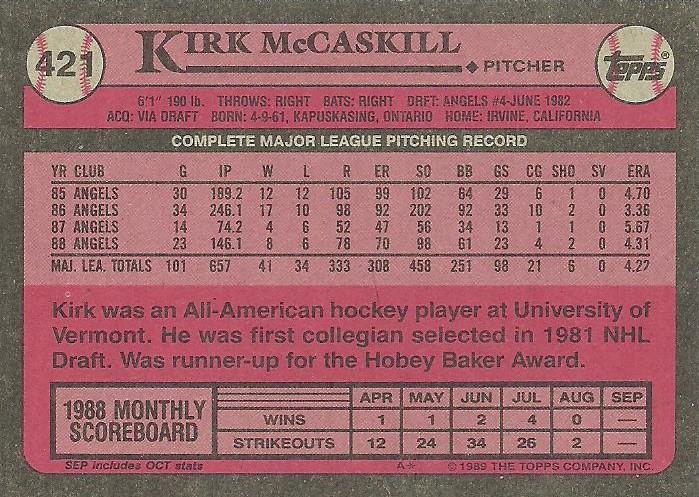 421
KIRK McCASKILL
◆ PITCHER
Topps®
6'1" 190 lb. THROWS: RIGHT BATS: RIGHT DRFT: ANGELS #4-JUNE 1982
ACQ: VIA DRAFT BORN: 4-9-61, KAPUSKASING, ONTARIO HOME: IRVINE, CALIFORNIA
COMPLETE MAJOR LEAGUE PITCHING RECORD
YR CLUB G IP W L R ER SO BB GS CG SHO SV ERA
85 ANGELS 30 189.2 12 12 105 99 102 64 29 6 1 0 4.70
86 ANGELS 34 246.1 17 10 98 92 202 92 33 10 2 0 3.36
87 ANGELS 14 74.2 4 6 52 47 56 34 13 1 1 0 5.67
88 ANGELS 23 146.1 8 6 78 70 98 61 23 4 2 0 4.31
MAJ. LEA. TOTALS 101 657 41 34 333 308 458 251 98 21 6 0 4.22
Kirk was an All-American hockey player at University of
Vermont. He was first collegian selected in 1981 NHL
Draft. Was runner-up for the Hobey Baker Award.
1988 MONTHLY
SCOREBOARD
APR MAY JUN JUL AUG SEP
WINS 1 1 2 4 0 —
STRIKEOUTS 12 24 34 26 2 —
SEP includes OCT stats
A* © 1989 THE TOPPS COMPANY, INC.